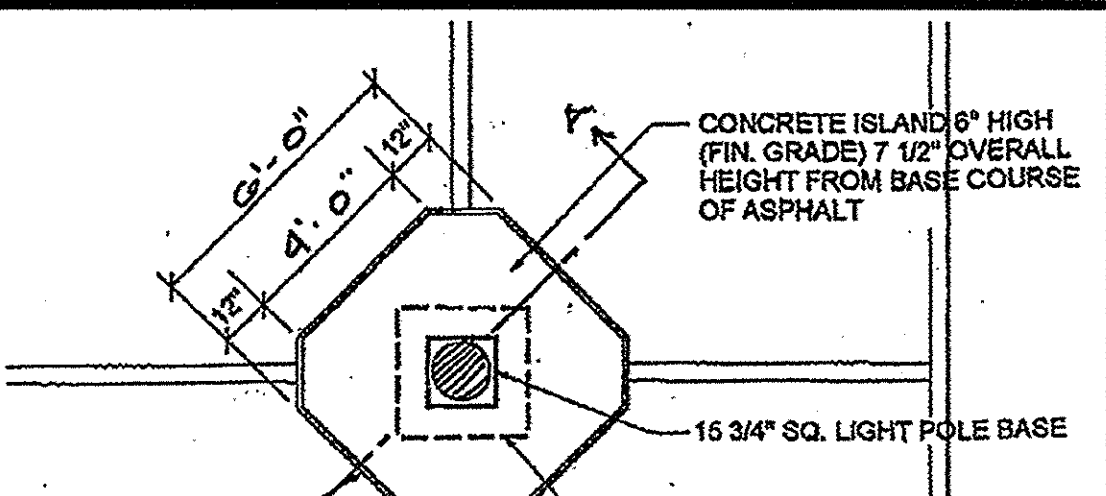 6'-0"
12"
4'-0"
12"
A
CONCRETE ISLAND 6" HIGH
(FIN. GRADE) 7 1/2" OVERALL
HEIGHT FROM BASE COURSE
OF ASPHALT
15 3/4" SQ. LIGHT POLE BASE